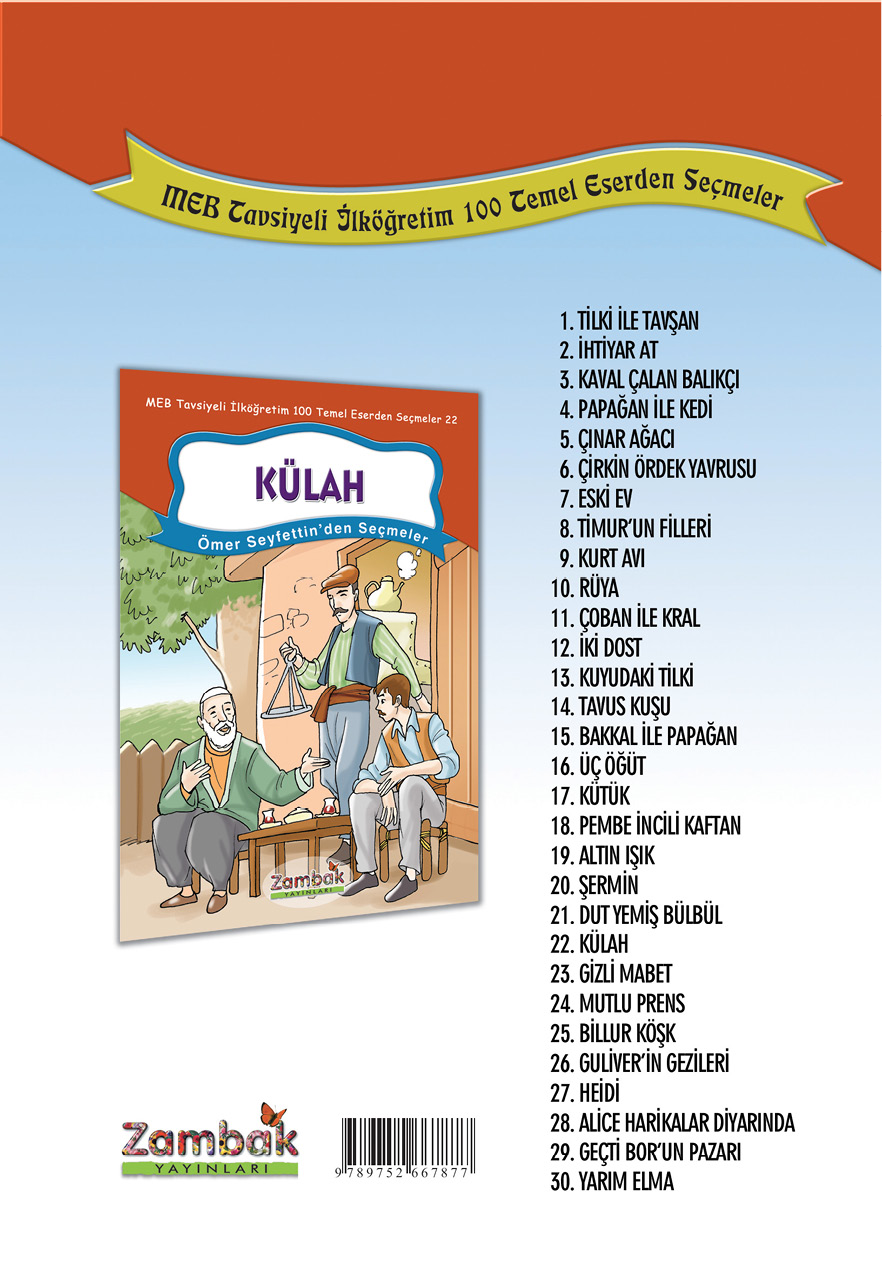 MEB Tavsiyeli İlköğretim 100 Temel Eserden Seçmeler
1. TİLKİ İLE TAVŞAN
2. İHTİYAR AT
3. KAVAL ÇALAN BALIKÇI
4. PAPAĞAN İLE KEDİ
5. ÇINAR AĞACI
6. ÇİRKİN ÖRDEK YAVRUSU
7. ESKİ EV
8. TİMUR'UN FİLLERİ
9. KURT AVI
10. RÜYA
11. ÇOBAN İLE KRAL
12. İKİ DOST
13. KUYUDAKİ TİLKİ
14. TAVUS KUŞU
15. BAKKAL İLE PAPAĞAN
16. ÜÇ ÖĞÜT
17. KÜTÜK
18. PEMBE İNCİLİ KAFTAN
19. ALTIN IŞIK
20. ŞERMİN
21. DUT YEMİŞ BÜLBÜL
22. KÜLAH
23. GİZLİ MABET
24. MUTLU PRENS
25. BİLLUR KÖŞK
26. GULİVER'İN GEZİLERİ
27. HEİDİ
28. ALİCE HARİKALAR DİYARINDA
29. GEÇTİ BOR'UN PAZARI
30. YARIM ELMA
MEB Tavsiyeli İlköğretim 100 Temel Eserden Seçmeler 22
KÜLAH
Ömer Seyfettin'den Seçmeler
Zambak
YAYINLARI
Zambak
YAYINLARI
9 789752 667877